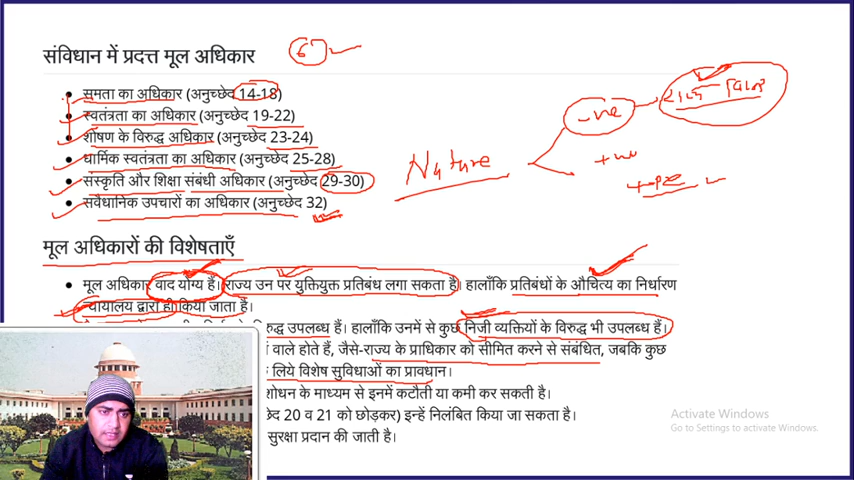 संविधान में प्रदत्त मूल अधिकार 6
समता का अधिकार (अनुच्छेद 14-18)
स्वतंत्रता का अधिकार (अनुच्छेद 19-22)
शोषण के विरुद्ध अधिकार (अनुच्छेद 23-24)
धार्मिक स्वतंत्रता का अधिकार (अनुच्छेद 25-28)
संस्कृति और शिक्षा संबंधी अधिकार (अनुच्छेद 29-30)
सवैधानिक उपचारों का अधिकार (अनुच्छेद 32)
Nature
-ve
+ve
+ve
मूल अधिकारों की विशेषताएँ
मूल अधिकार वाद योग्य हैं। राज्य उन पर युक्तियुक्त प्रतिबंध लगा सकता है। हालाँकि प्रतिबंधों के औचित्य का निर्धारण
न्यायालय द्वारा ही किया जाता हैं।
उपलब्ध हैं। हालाँकि उनमें से कुछ निजी व्यक्तियों के विरुद्ध भी उपलब्ध हैं।
वाले होते हैं, जैसे-राज्य के प्राधिकार को सीमित करने से संबंधित, जबकि कुछ
लिये विशेष सुविधाओं का प्रावधान।
के माध्यम से इनमें कटौती या कमी कर सकती है।
20 व 21 को छोड़कर) इन्हें निलंबित किया जा सकता है।
सुरक्षा प्रदान की जाती है।
Activate Windows
Go to Settings to activate Windows.